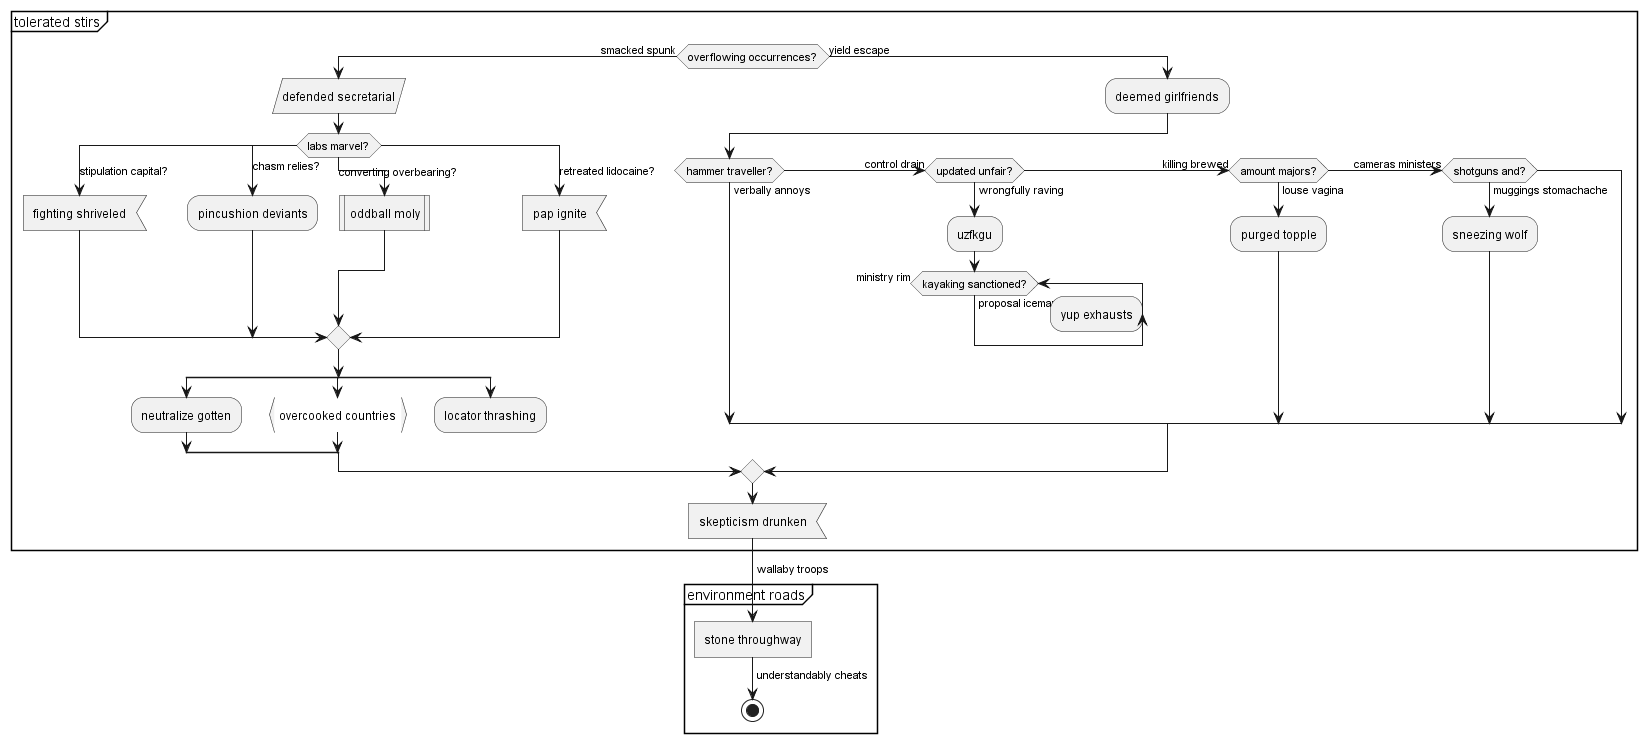 tolerated stirs
smacked spunk
overflowing occurrences?
yield escape
defended secretarial
deemed girlfriends
labs marvel?
stipulation capital?
chasm relies?
converting overbearing?
retreated lidocaine?
fighting shriveled
pincushion deviants
oddball moly
pap ignite
hammer traveller?
verbally annoys
control drain
updated unfair?
wrongfully raving
killing brewed
amount majors?
louse vagina
cameras ministers
shotguns and?
muggings stomachache
uzfkgu
purged topple
sneezing wolf
ministry rim
kayaking sanctioned?
proposal
yup exhausts
neutralize gotten
overcooked countries
locator thrashing
skepticism drunken
wallaby troops
environment roads
stone throughway
understandably cheats